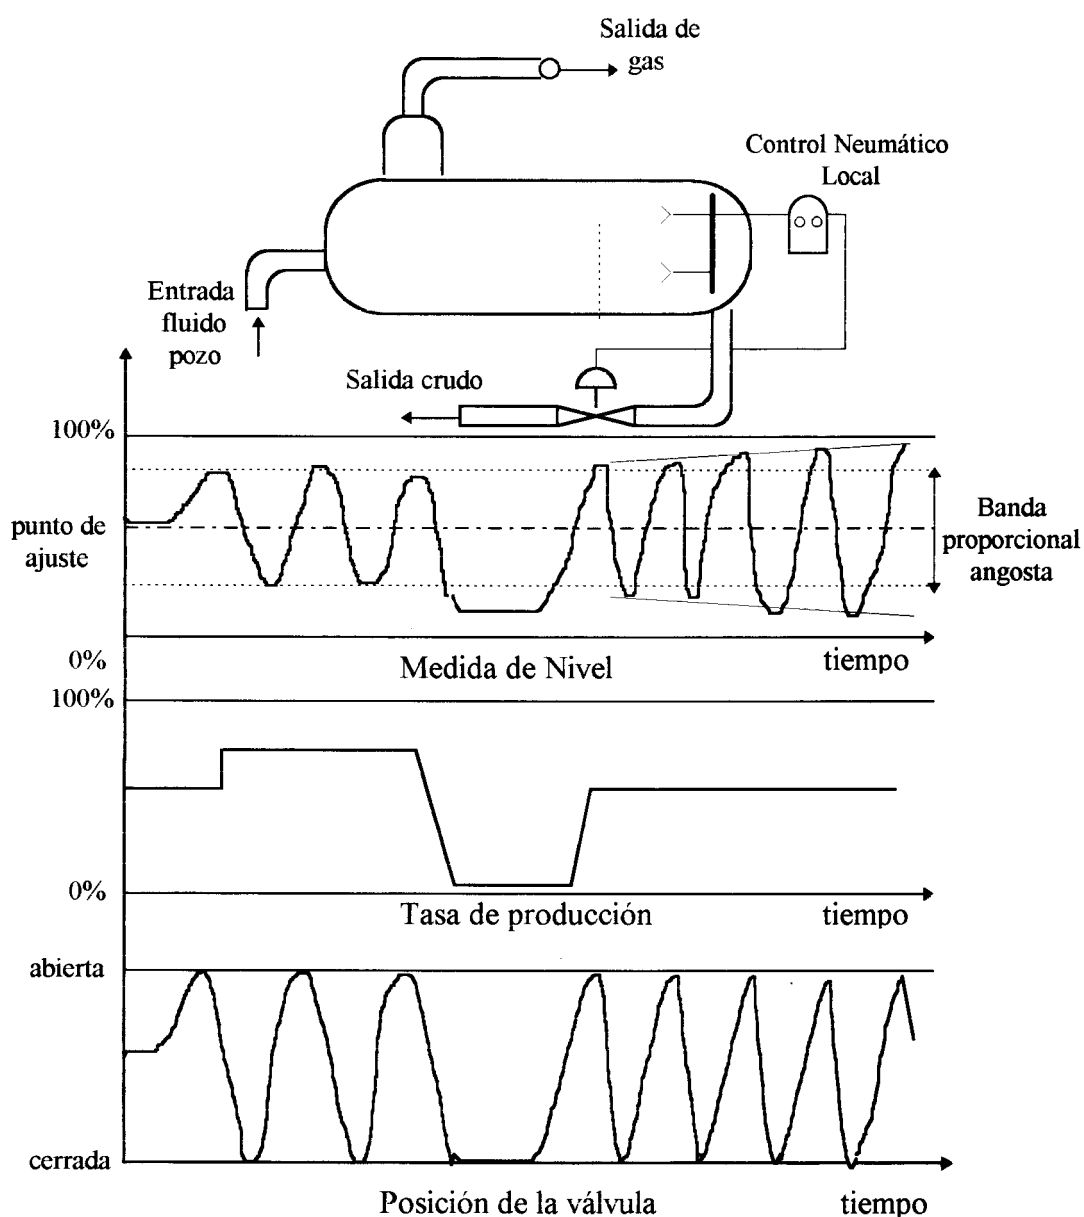 Salida de
gas
Control Neumático
Local
Entrada
fluido
pozo
Salida crudo
100%
punto de
ajuste
Banda
proporcional
angosta
0%
Medida de Nivel
tiempo
100%
0%
Tasa de producción
tiempo
abierta
cerrada
Posición de la válvula
tiempo